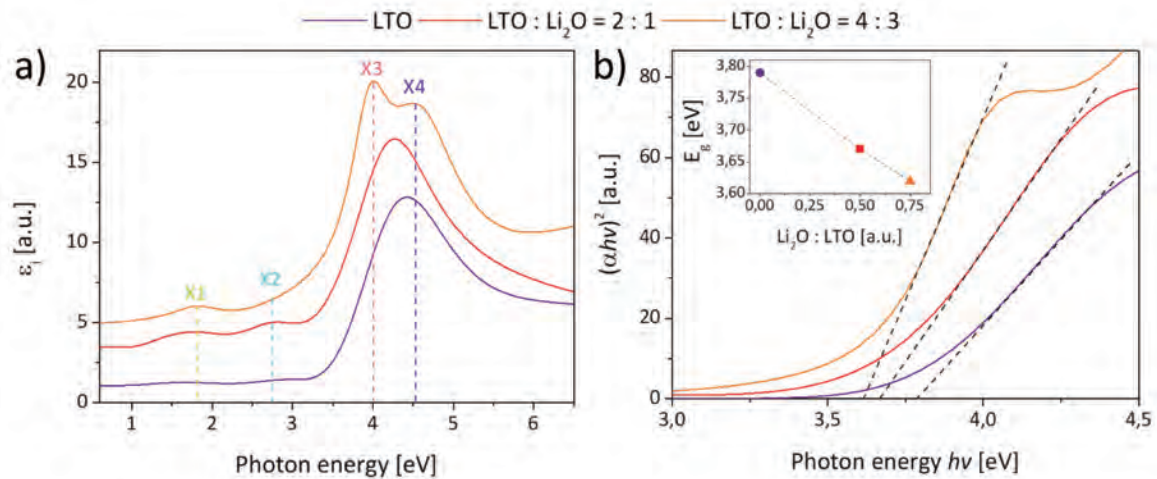 LTO LTO : Li₂O = 2 : 1 LTO : Li₂O = 4 : 3
a)
X1
X2
X3
X4
20
15
10
5
0
εᵢ [a.u.]
1 2 3 4 5 6
Photon energy [eV]
b)
80
60
40
20
0
(αhν)² [a.u.]
3,0 3,5 4,0 4,5
Photon energy hν [eV]
3,80
3,75
3,70
3,65
3,60
E_g [eV]
0,00 0,25 0,50 0,75
Li₂O : LTO [a.u.]